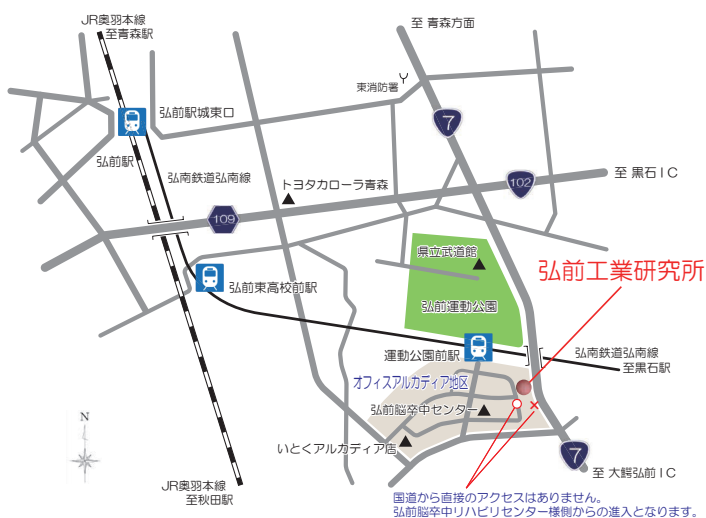 JR奥羽本線
至青森駅
至 青森方面
東消防署
弘前駅城東口
7
弘前駅
弘南鉄道弘南線
トヨタカローラ青森
102
至 黒石IC
109
県立武道館
弘前工業研究所
弘前東高校前駅
弘前運動公園
運動公園前駅
弘南鉄道弘南線
至黒石駅
オフィスアルカディア地区
弘前脳卒中センター
N
いとくアルカディア店
7
至 大鰐弘前IC
JR奥羽本線
至秋田駅
国道から直接のアクセスはありません。
弘前脳卒中リハビリセンター様側からの進入となります。